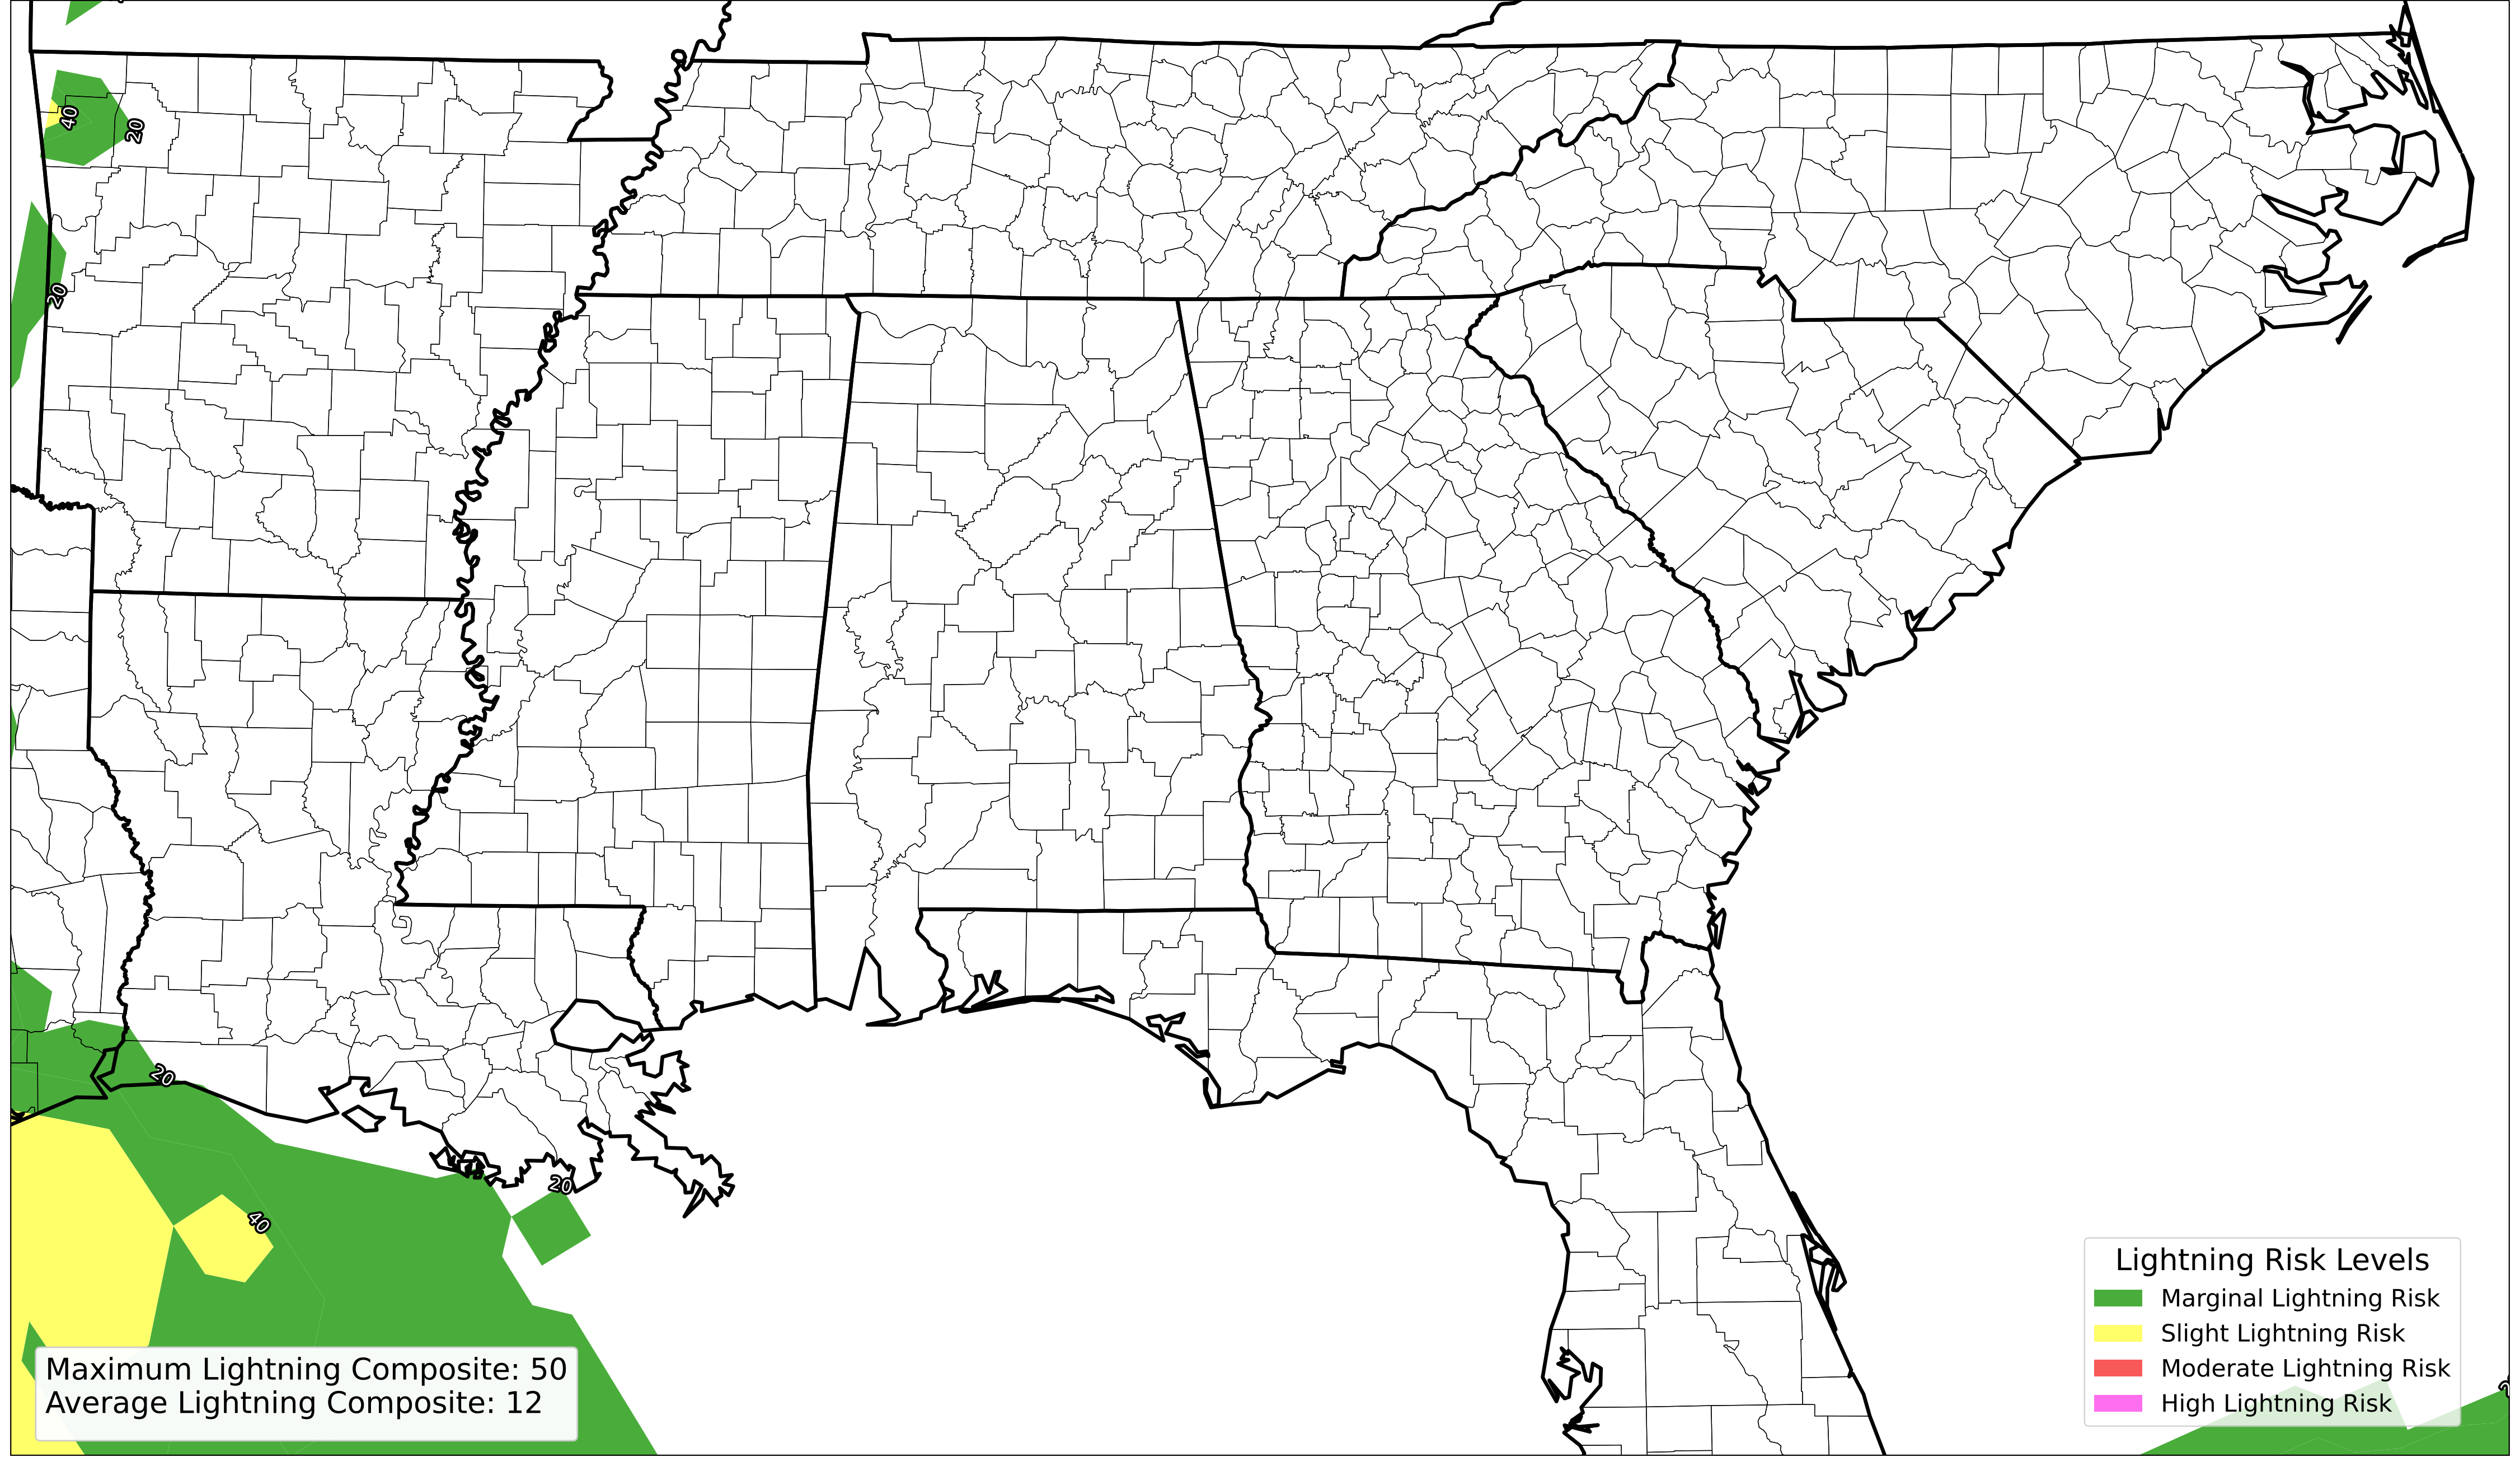 40
20
20
20
20
40
Maximum Lightning Composite: 50
Average Lightning Composite: 12
Lightning Risk Levels
Marginal Lightning Risk
Slight Lightning Risk
Moderate Lightning Risk
High Lightning Risk